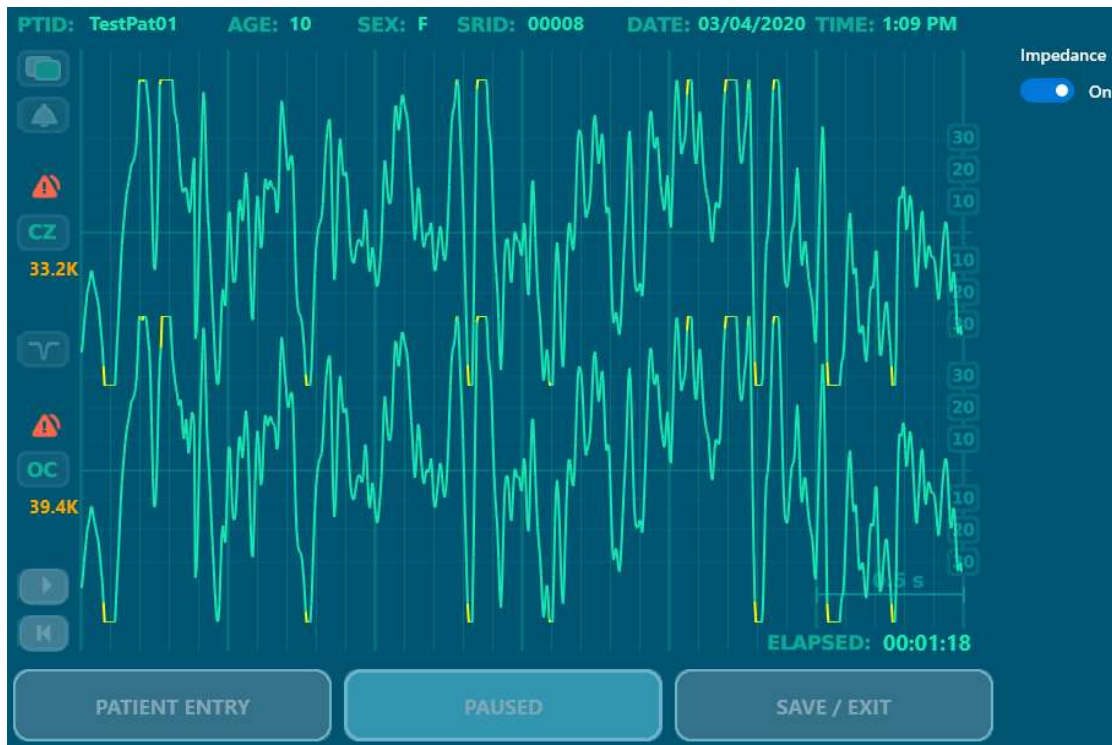 PTID: TestPat01 AGE: 10 SEX: F SRID: 00008 DATE: 03/04/2020 TIME: 1:09 PM
Impedance
On
30
20
10
CZ
33.2K
10
20
30
30
20
10
OC
39.4K
10
20
30
0.5 s
ELAPSED: 00:01:18
PATIENT ENTRY PAUSED SAVE / EXIT